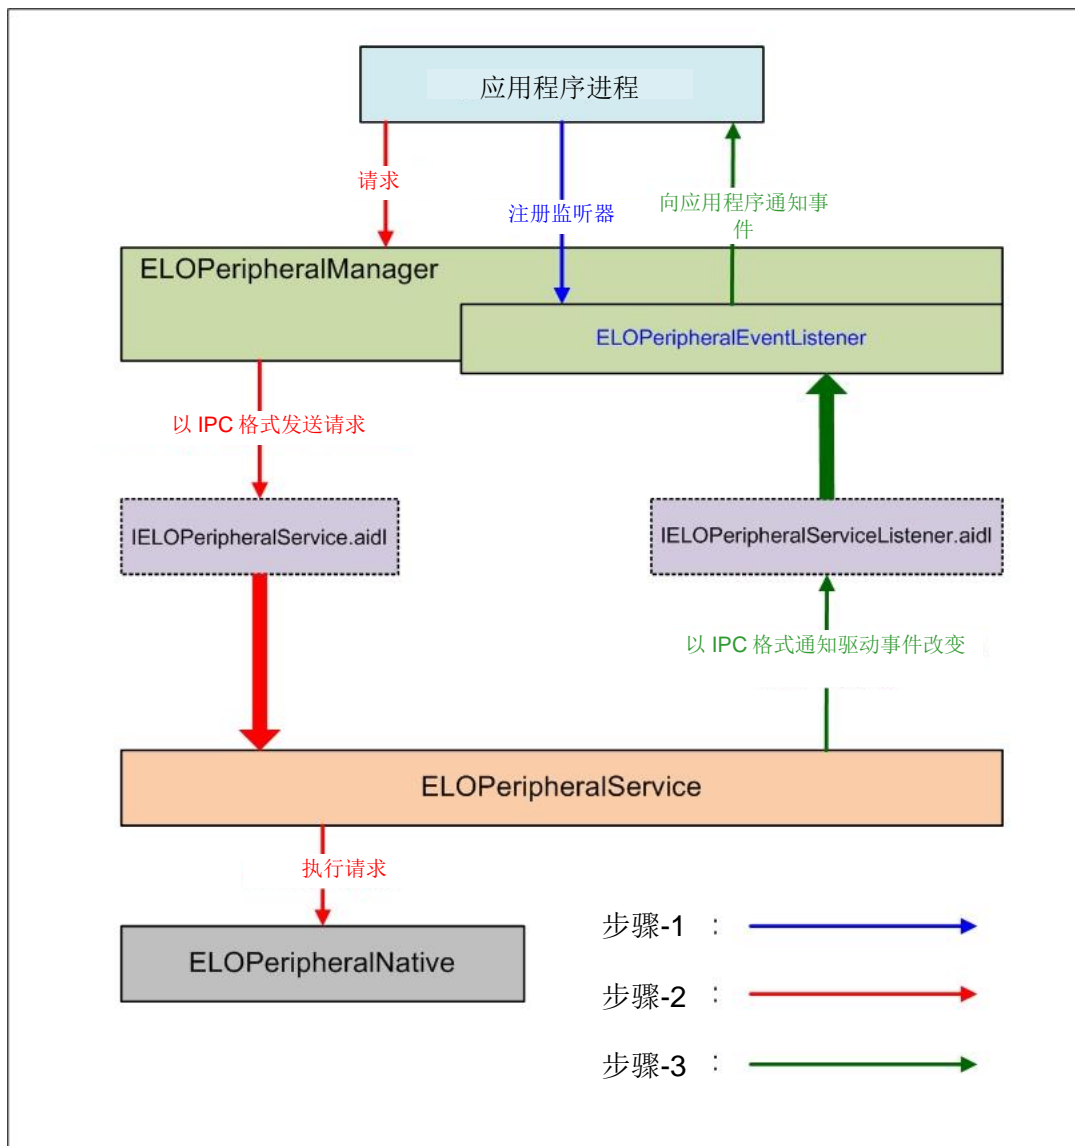 应用程序进程
请求
注册监听器
向应用程序通知事
件
ELOPeripheralManager
ELOPeripheralEventListener
以 IPC 格式发送请求
IELOPeripheralService.aidl
IELOPeripheralServiceListener.aidl
以 IPC 格式通知驱动事件改变
ELOPeripheralService
执行请求
ELOPeripheralNative
步骤-1 :
步骤-2 :
步骤-3 :